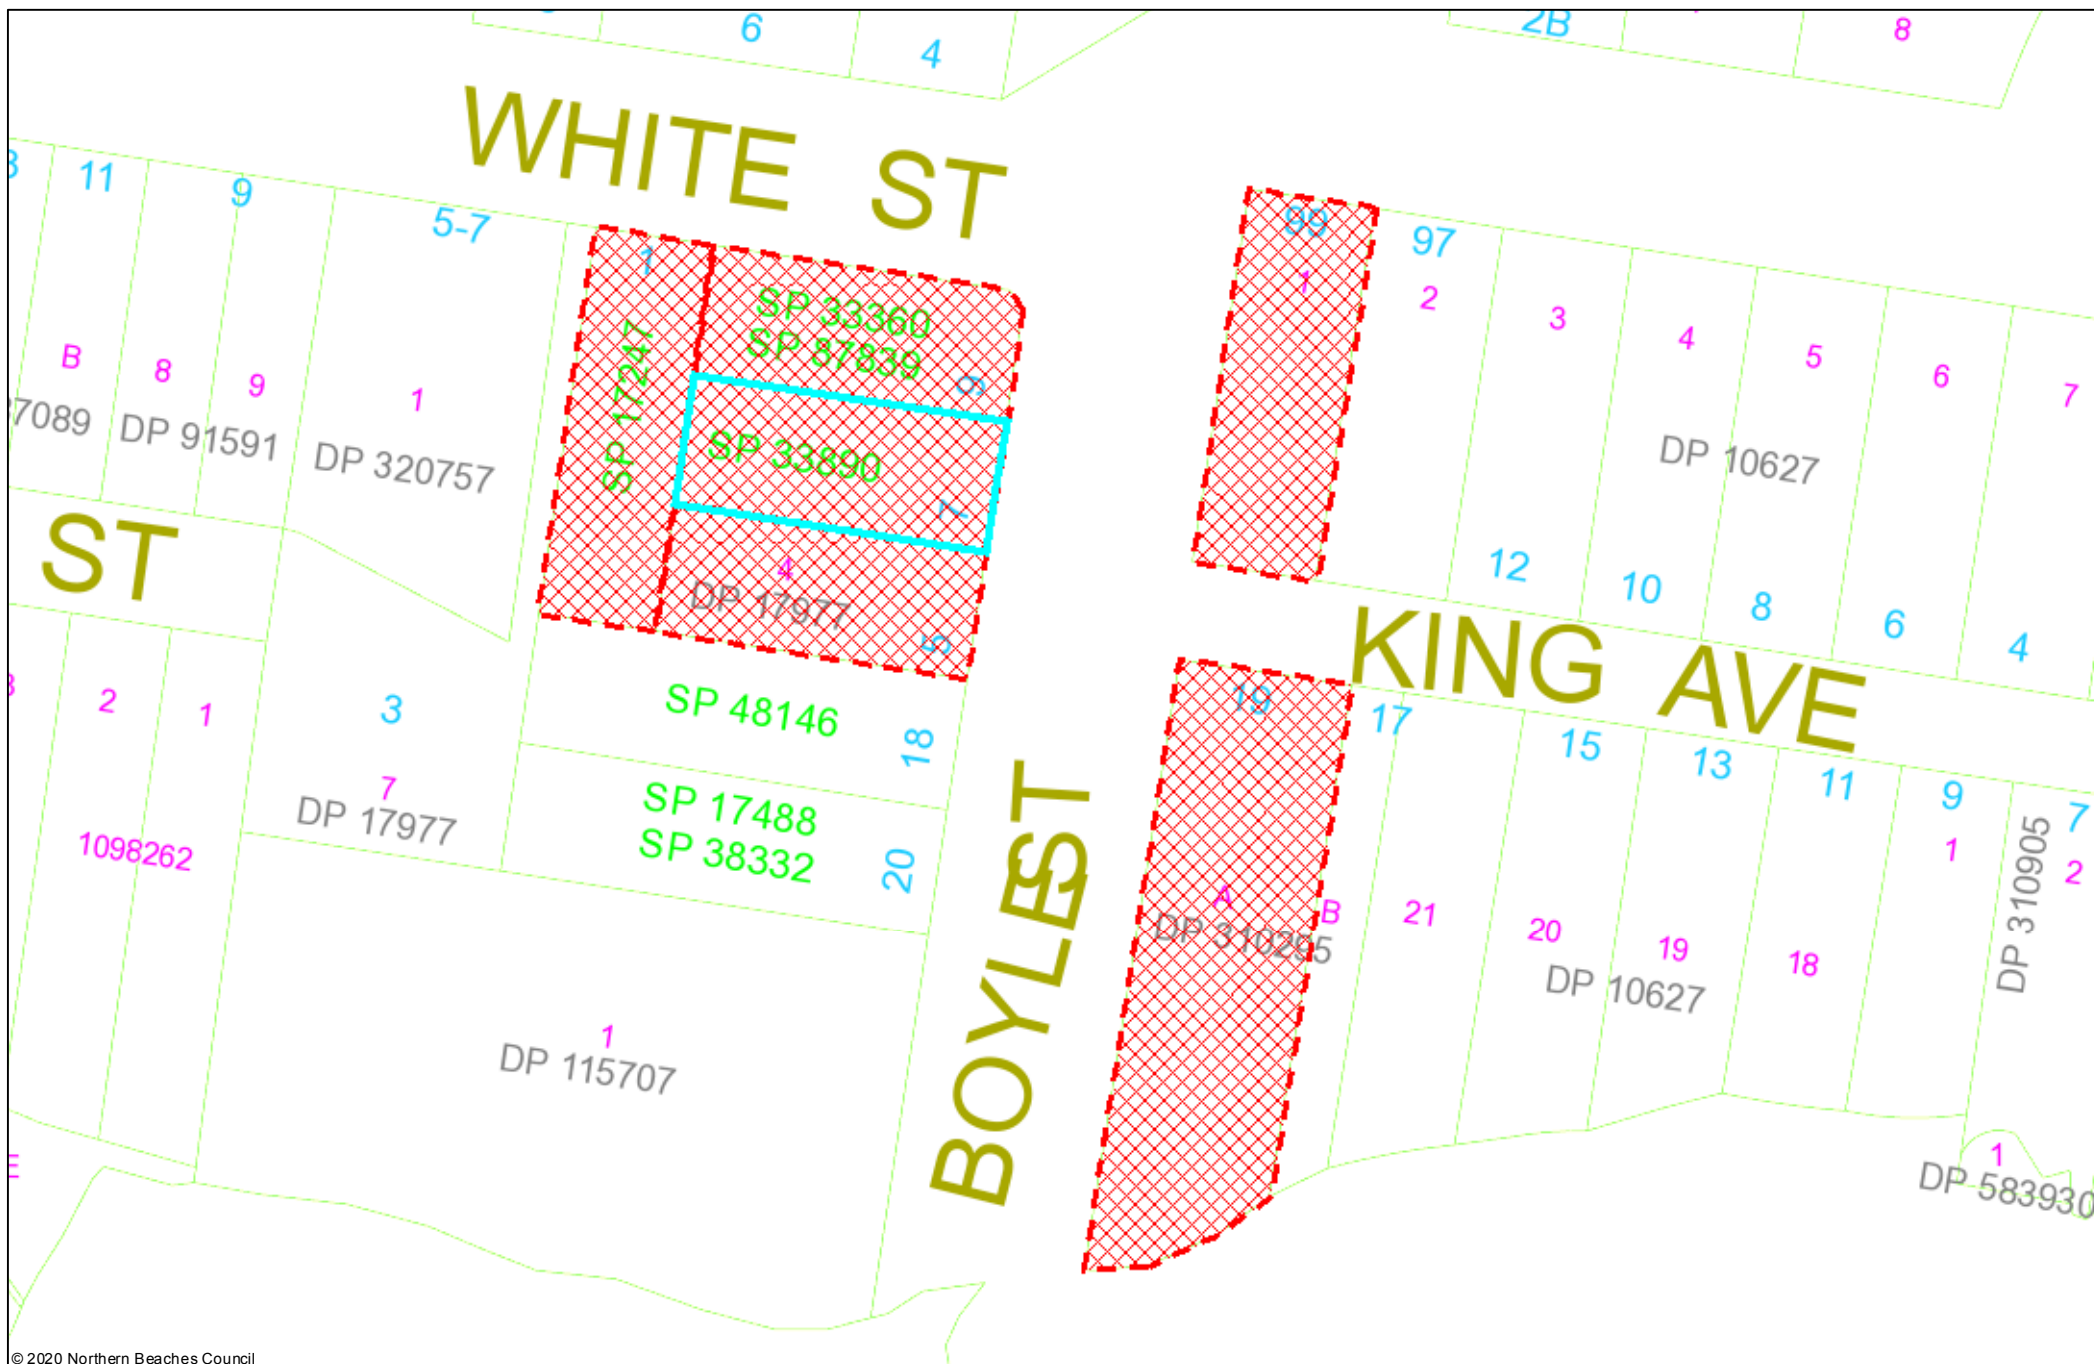 6
4
2B
8
WHITE ST
11
9
5-7
1
99
97
1
2
3
4
5
6
7
SP 33360
SP 87839
9
SP 17247
B
8
9
1
7089
DP 91591
DP 320757
SP 33890
7
DP 10627
ST
4
DP 17977
5
12
10
8
6
4
KING AVE
2
1
3
SP 48146
18
19
17
15
13
11
9
7
7
DP 17977
1098262
SP 17488
SP 38332
20
BOYLE ST
A
DP 310295
B
21
20
19
18
DP 10627
1
2
DP 310905
1
DP 115707
1
DP 583930
© 2020 Northern Beaches Council